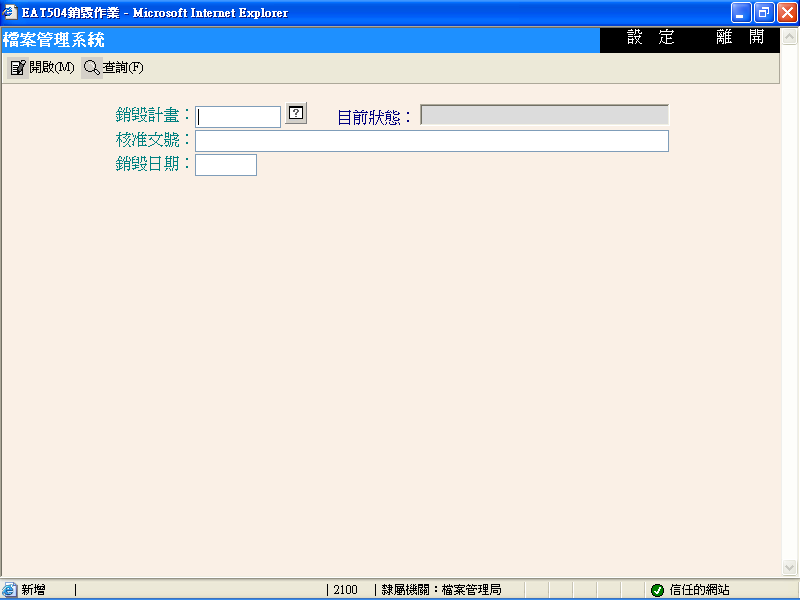 EAT504銷毀作業 - Microsoft Internet Explorer
檔案管理系統 設 定 離 開
開啟(M) 查詢(F)
銷毀計畫： ? 目前狀態：
核准文號：
銷毀日期：
新增 | | 2100 | 隸屬機關：檔案管理局 信任的網站